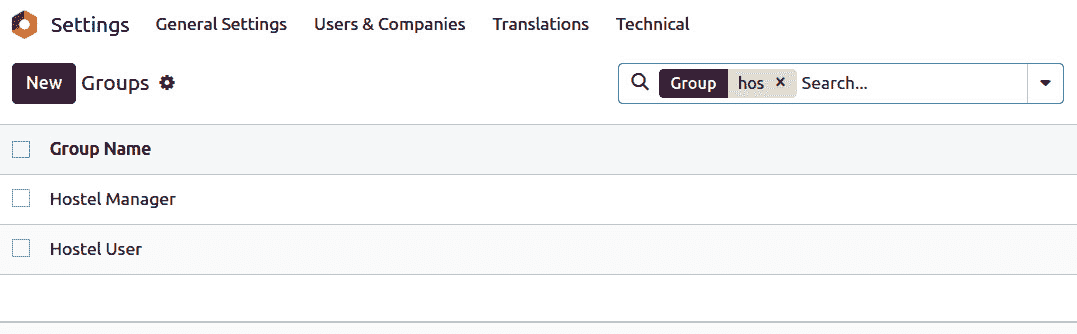 Settings General Settings Users & Companies Translations Technical
New Groups Group hos × Search...
Group Name
Hostel Manager
Hostel User